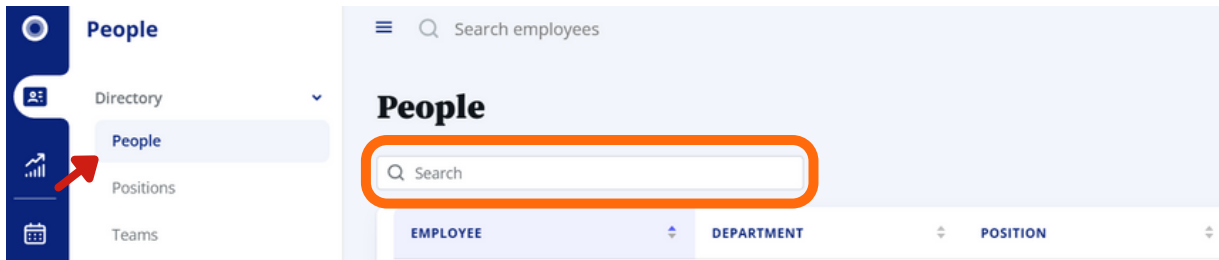 People
Search employees
Directory
People
People
Search
Positions
Teams
EMPLOYEE DEPARTMENT POSITION